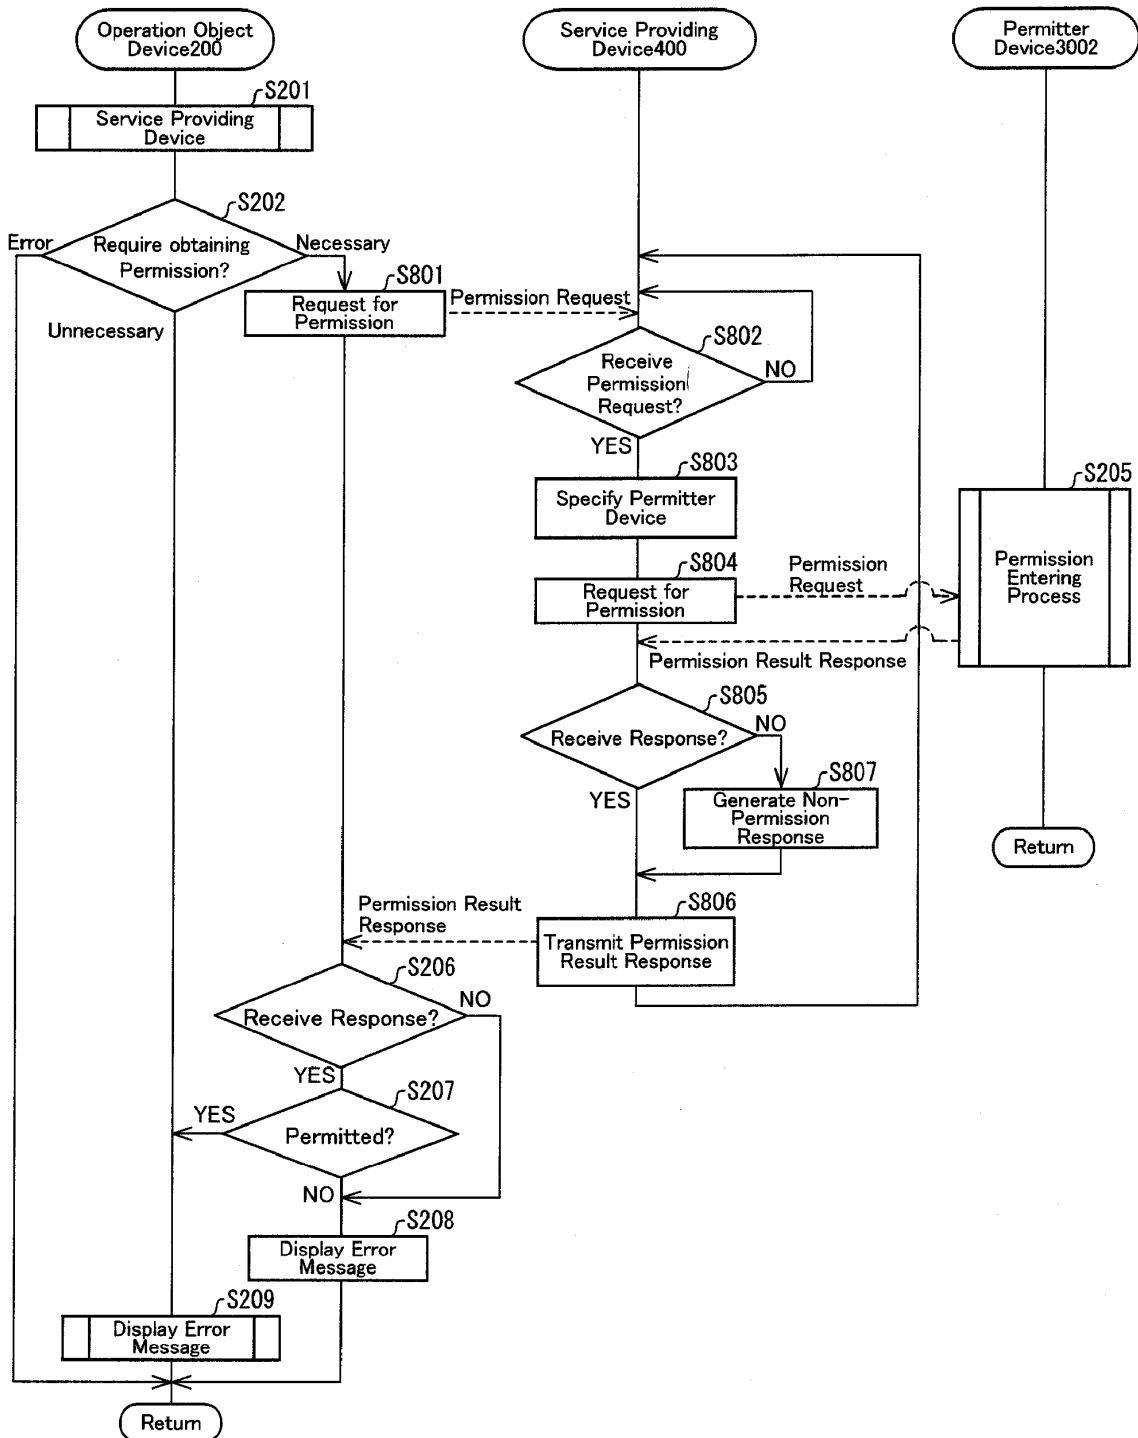 Operation Object
Device200
Service Providing
Device400
Permitter
Device3002
S201
Service Providing
Device
S202
Error
Require obtaining
Permission?
Necessary
Unnecessary
S801
Request for
Permission
Permission Request
S802
Receive
Permission
Request?
NO
YES
S803
Specify Permitter
Device
S205
Permission
Entering
Process
S804
Request for
Permission
Permission
Request
Permission Result Response
S805
Receive Response?
NO
YES
S807
Generate Non-
Permission
Response
Return
S806
Transmit Permission
Result Response
Permission Result
Response
S206
Receive Response?
NO
YES
S207
Permitted?
YES
NO
S208
Display Error
Message
S209
Display Error
Message
Return